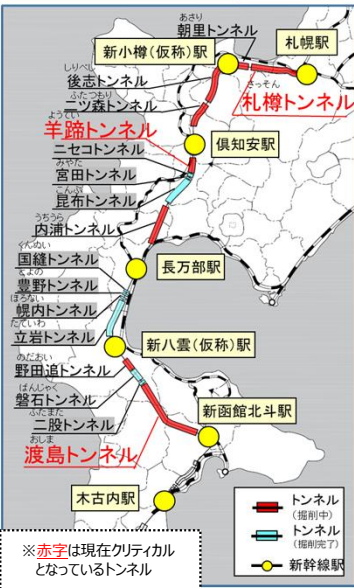 あさり
朝里トンネル
新小樽(仮称)駅
札幌駅
しりべし
後志トンネル
さっそん
札樽トンネル
ふたつもり
二ツ森トンネル
ようてい
羊蹄トンネル
倶知安駅
ニセコトンネル
みやた
宮田トンネル
こんぶ
昆布トンネル
うちうら
内浦トンネル
くんぬい
国縫トンネル
長万部駅
とよの
豊野トンネル
ほろない
幌内トンネル
たていわ
立岩トンネル
新八雲(仮称)駅
のだおい
野田追トンネル
ばんじゃく
磐石トンネル
ふたまた
二股トンネル
新函館北斗駅
おしま
渡島トンネル
木古内駅
トンネル
(掘削中)
トンネル
(掘削完了)
新幹線駅
※赤字は現在クリティカル
となっているトンネル